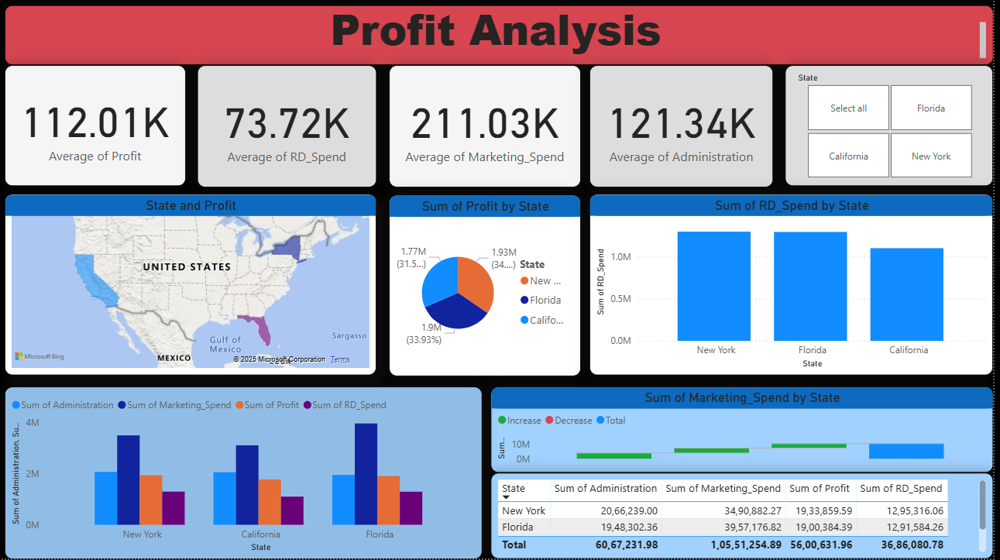 Profit Analysis
112.01K
Average of Profit
73.72K
Average of RD_Spend
211.03K
Average of Marketing_Spend
121.34K
Average of Administration
State
Select all
Florida
California
New York
State and Profit
UNITED STATES
MEXICO
Gulf of
Mexico
Sargasso
Microsoft Bing
© 2025 Microsoft Corporation Terms
Sum of Profit by State
1.77M
(31.5...)
1.93M
(34....)
1.9M
(33.93%)
State
New ...
Florida
Califo...
Sum of RD_Spend by State
Sum of RD_Spend
1.0M
0.5M
0.0M
New York
Florida
California
State
Sum of Administration Sum of Marketing_Spend Sum of Profit Sum of RD_Spend
Sum of Administration, Su...
4M
2M
0M
New York
California
Florida
State
Sum of Marketing_Spend by State
Increase Decrease Total
Sum...
10M
0M
State Sum of Administration Sum of Marketing_Spend Sum of Profit Sum of RD_Spend
New York 20,66,239.00 34,90,882.27 19,33,859.59 12,95,316.06
Florida 19,48,302.36 39,57,176.82 19,00,384.39 12,91,584.26
Total 60,67,231.98 1,05,51,254.89 56,00,631.96 36,86,080.78